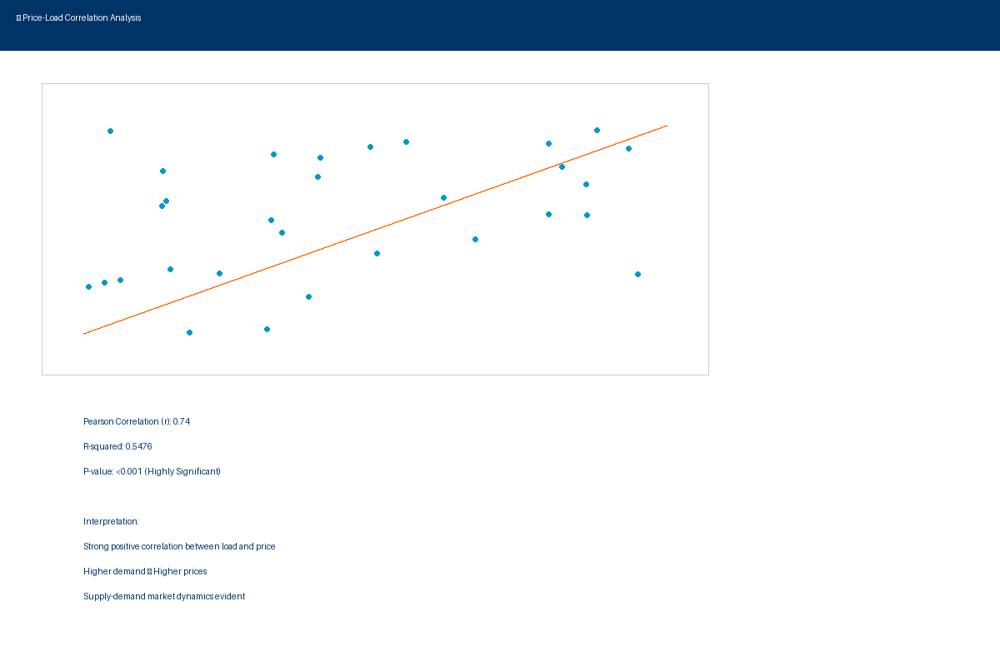 Price-Load Correlation Analysis
Pearson Correlation (r): 0.74
R-squared: 0.5476
P-value: <0.001 (Highly Significant)
Interpretation:
Strong positive correlation between load and price
Higher demand Higher prices
Supply-demand market dynamics evident